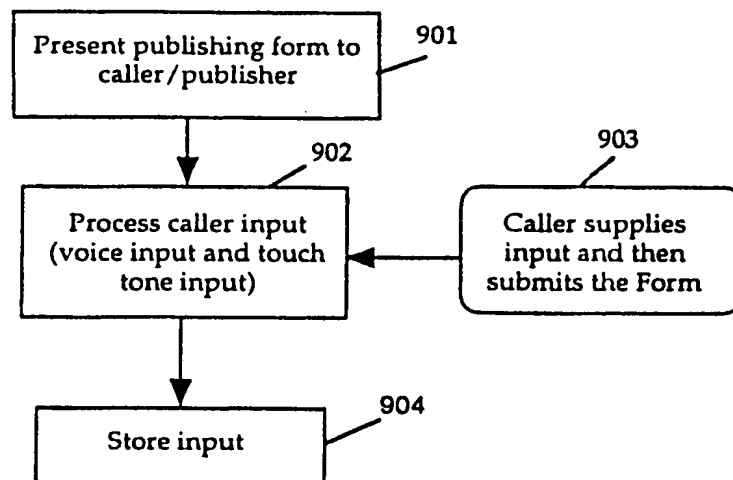 Present publishing form to
caller/publisher
901
902
Process caller input
(voice input and touch
tone input)
903
Caller supplies
input and then
submits the Form
904
Store input